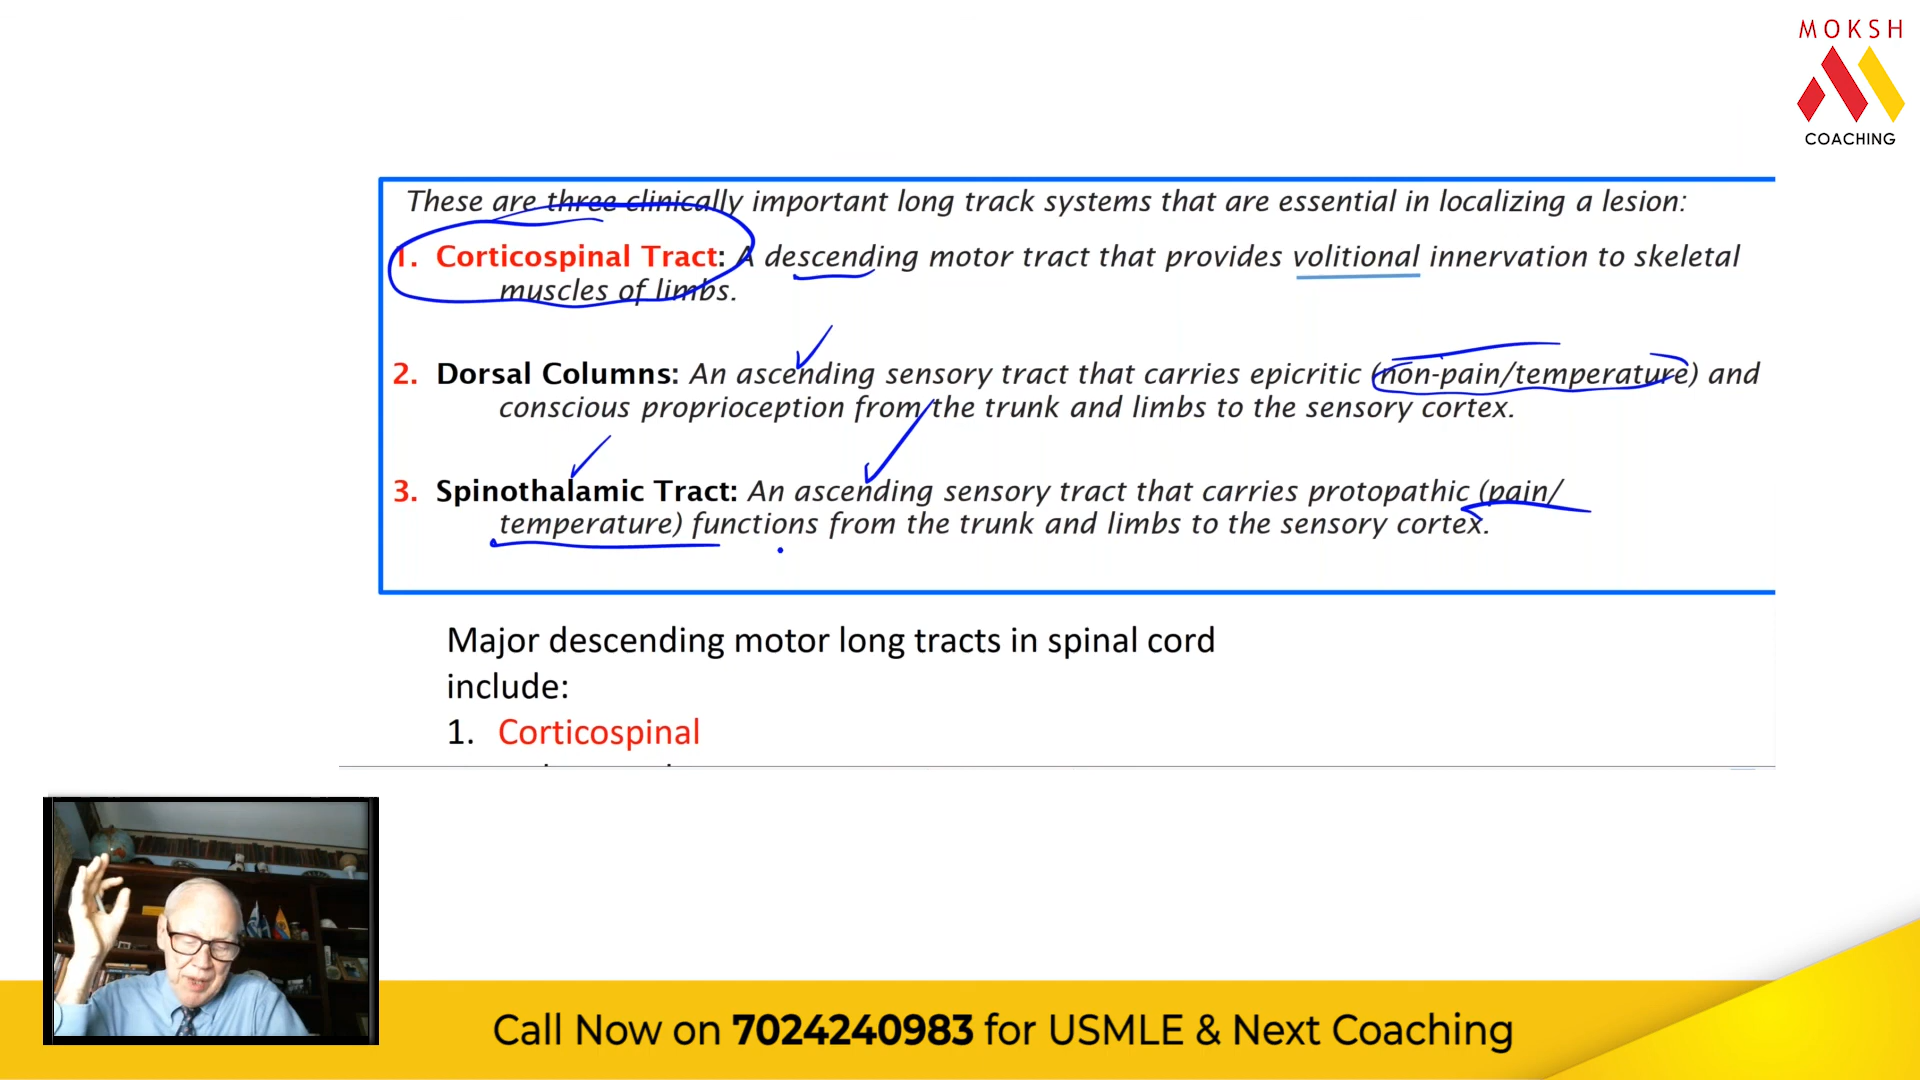 MOKSH
COACHING
These are three clinically important long track systems that are essential in localizing a lesion:
1. Corticospinal Tract: A descending motor tract that provides volitional innervation to skeletal
muscles of limbs.
2. Dorsal Columns: An ascending sensory tract that carries epicritic (non-pain/temperature) and
conscious proprioception from the trunk and limbs to the sensory cortex.
3. Spinothalamic Tract: An ascending sensory tract that carries protopathic (pain/
temperature) functions from the trunk and limbs to the sensory cortex.
Major descending motor long tracts in spinal cord
include:
1. Corticospinal
Call Now on 7024240983 for USMLE & Next Coaching